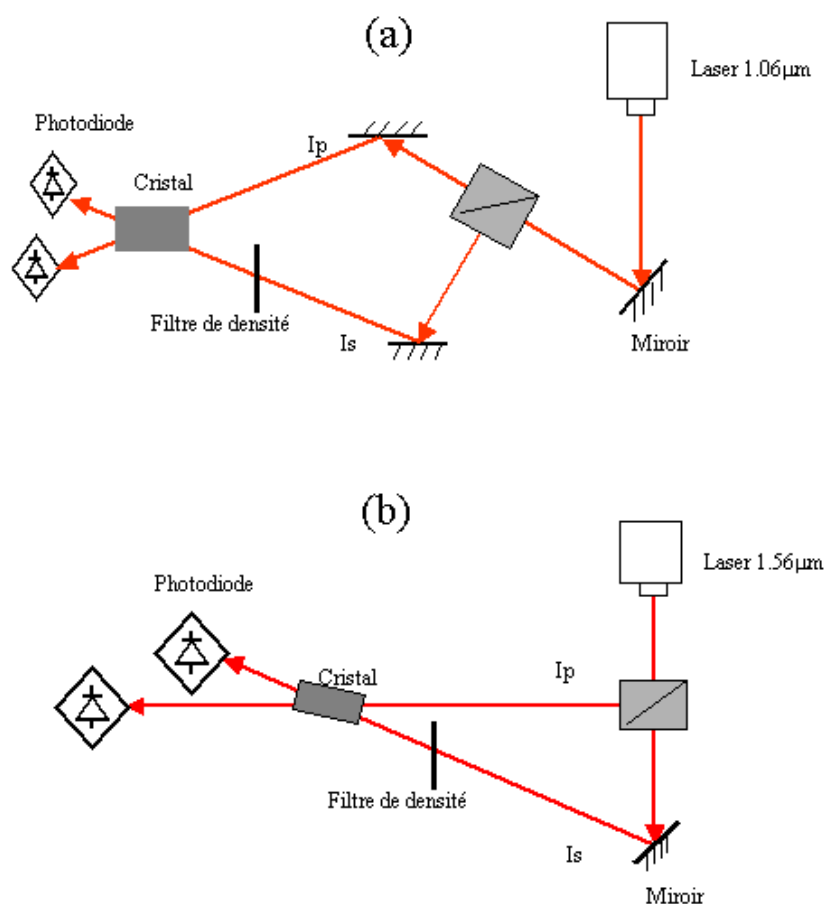 (a)
Laser 1.06µm
Photodiode
Ip
Cristal
Filtre de densité
Is
Miroir
(b)
Laser 1.56µm
Photodiode
Ip
Cristal
Filtre de densité
Is
Miroir